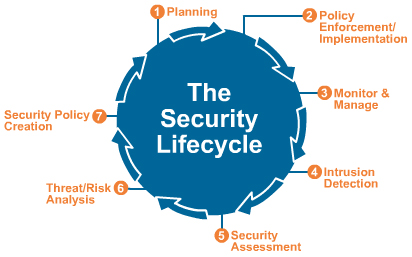 1 Planning
2 Policy
Enforcement/
Implementation
3 Monitor &
Manage
4 Intrusion
Detection
5 Security
Assessment
6 Threat/Risk
Analysis
7 Security Policy
Creation
The
Security
Lifecycle